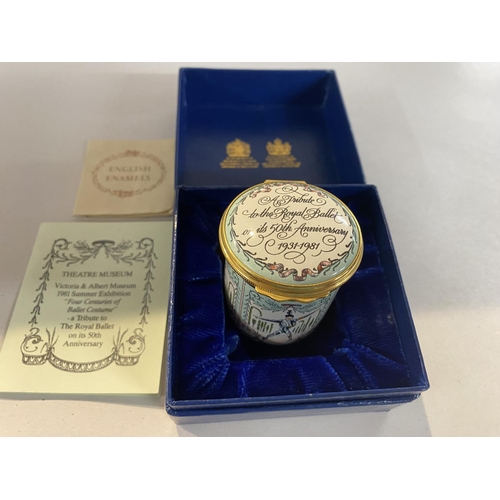 ENGLISH
ENAMELS
A Tribute
to the Royal Ballet
on its 50th Anniversary
1931-1981
THEATRE MUSEUM
Victoria & Albert Museum
1981 Summer Exhibition
"Four Centuries of
Ballet Costume"
- a Tribute to
The Royal Ballet
on its 50th
Anniversary